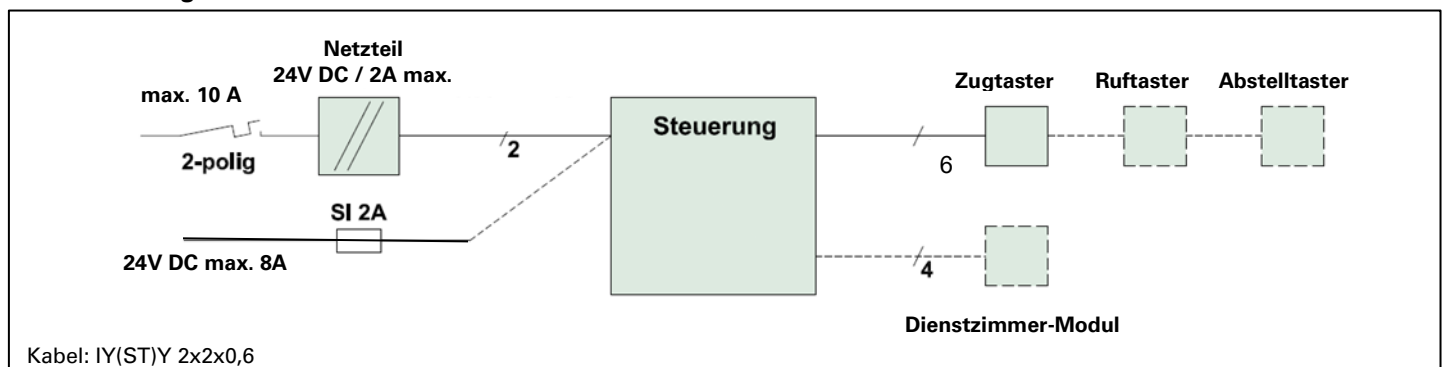 Netzteil
24V DC / 2A max.
max. 10 A
2-polig
2
SI 2A
24V DC max. 8A
Steuerung
Zugtaster
Ruftaster
Abstelltaster
6
4
Dienstzimmer-Modul
Kabel: IY(ST)Y 2x2x0,6